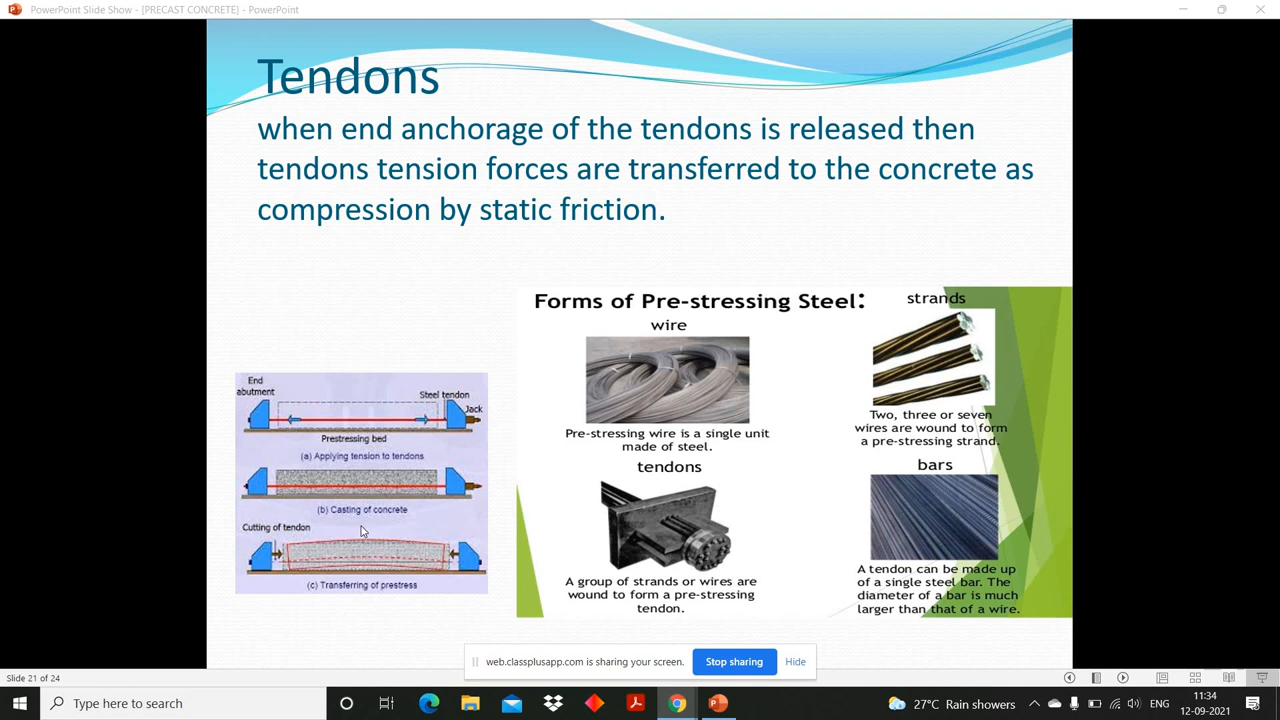 PowerPoint Slide Show - [PRECAST CONCRETE] - PowerPoint
Tendons
when end anchorage of the tendons is released then
tendons tension forces are transferred to the concrete as
compression by static friction.
End
abutment
Steel tendon
Jack
Prestressing bed
(a) Applying tension to tendons
(b) Casting of concrete
Cutting of tendon
(c) Transferring of prestress
Forms of Pre-stressing Steel:
wire
Pre-stressing wire is a single unit
made of steel.
strands
Two, three or seven
wires are wound to form
a pre-stressing strand.
tendons
A group of strands or wires are
wound to form a pre-stressing
tendon.
bars
A tendon can be made up
of a single steel bar. The
diameter of a bar is much
larger than that of a wire.
web.classplusapp.com is sharing your screen.
Stop sharing
Hide
Slide 21 of 24
Type here to search
27°C Rain showers
ENG
11:34
12-09-2021